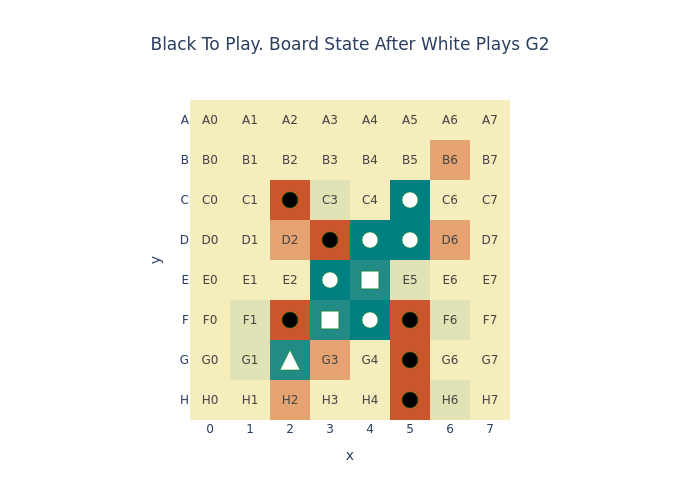 Black To Play. Board State After White Plays G2
A A0 A1 A2 A3 A4 A5 A6 A7
B B0 B1 B2 B3 B4 B5 B6 B7
C C0 C1 C3 C4 C6 C7
D D0 D1 D2 D6 D7
y
E E0 E1 E2 E5 E6 E7
F F0 F1 F6 F7
G G0 G1 G3 G4 G6 G7
H H0 H1 H2 H3 H4 H6 H7
0 1 2 3 4 5 6 7
x